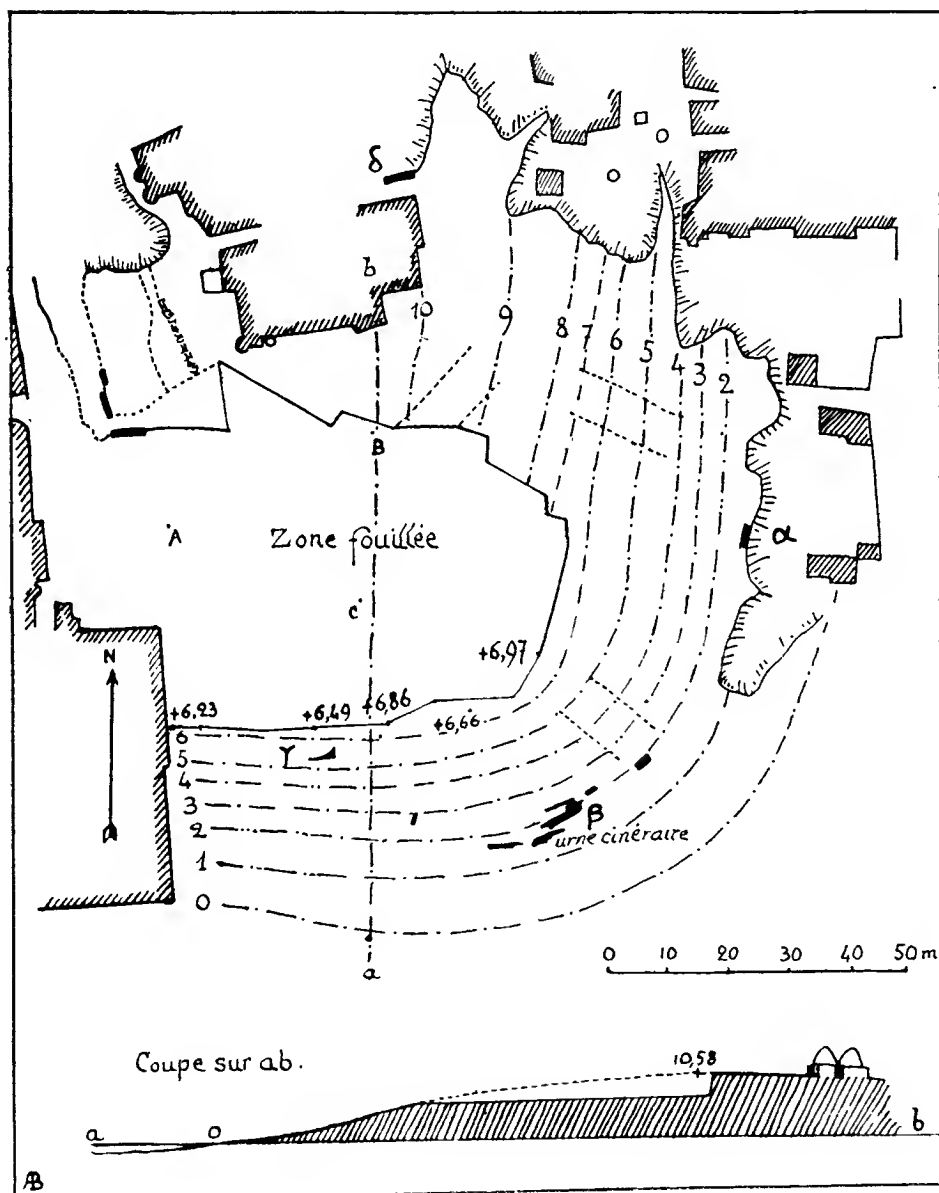 δ
b
10
9
8
7
6
5
4
3
2
B
A
Zone fouillée
α
c
N
+6,97
+6,23
+6,49
+6,86
+6,66
6
γ
5
4
3
2
β
urne cinéraire
1
0
a
0 10 20 30 40 50m
Coupe sur ab.
10,58
a
0
b
AB